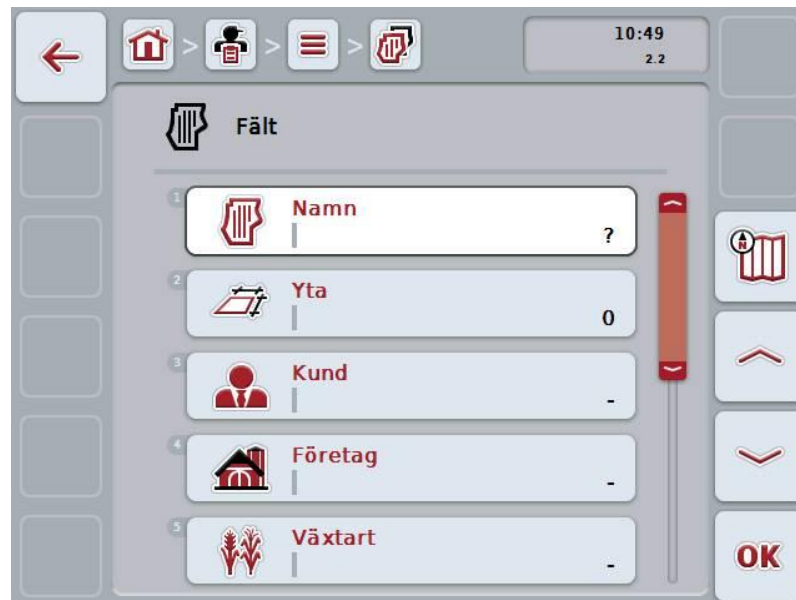 10:49
2.2
Fält
1
Namn
?
2
Yta
0
3
Kund
-
4
Företag
-
5
Växtart
-
N
OK